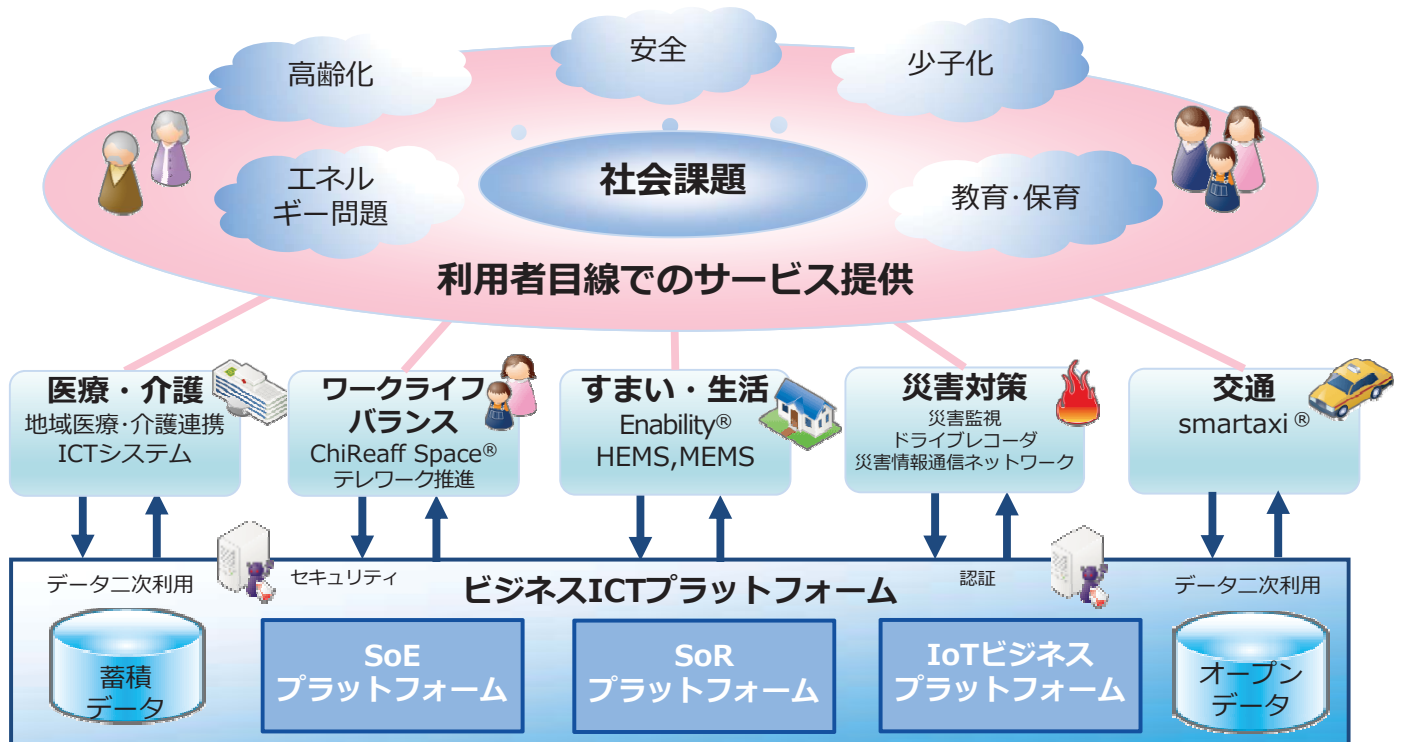 高齢化
安全
少子化
エネル
ギー問題
社会課題
教育・保育
利用者目線でのサービス提供
医療・介護
地域医療・介護連携
ICTシステム
ワークライフ
バランス
ChiReaff Space®
テレワーク推進
すまい・生活
Enability®
HEMS,MEMS
災害対策
災害監視
ドライブレコーダ
災害情報通信ネットワーク
交通
smartaxi ®
データ二次利用
セキュリティ
ビジネスICTプラットフォーム
認証
データ二次利用
蓄積
データ
SoE
プラットフォーム
SoR
プラットフォーム
IoTビジネス
プラットフォーム
オープン
データ